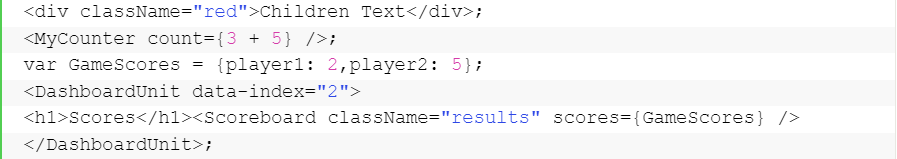 <div className="red">Children Text</div>;
<MyCounter count={3 + 5} />;
var GameScores = {player1: 2,player2: 5};
<DashboardUnit data-index="2">
<h1>Scores</h1><Scoreboard className="results" scores={GameScores} />
</DashboardUnit>;